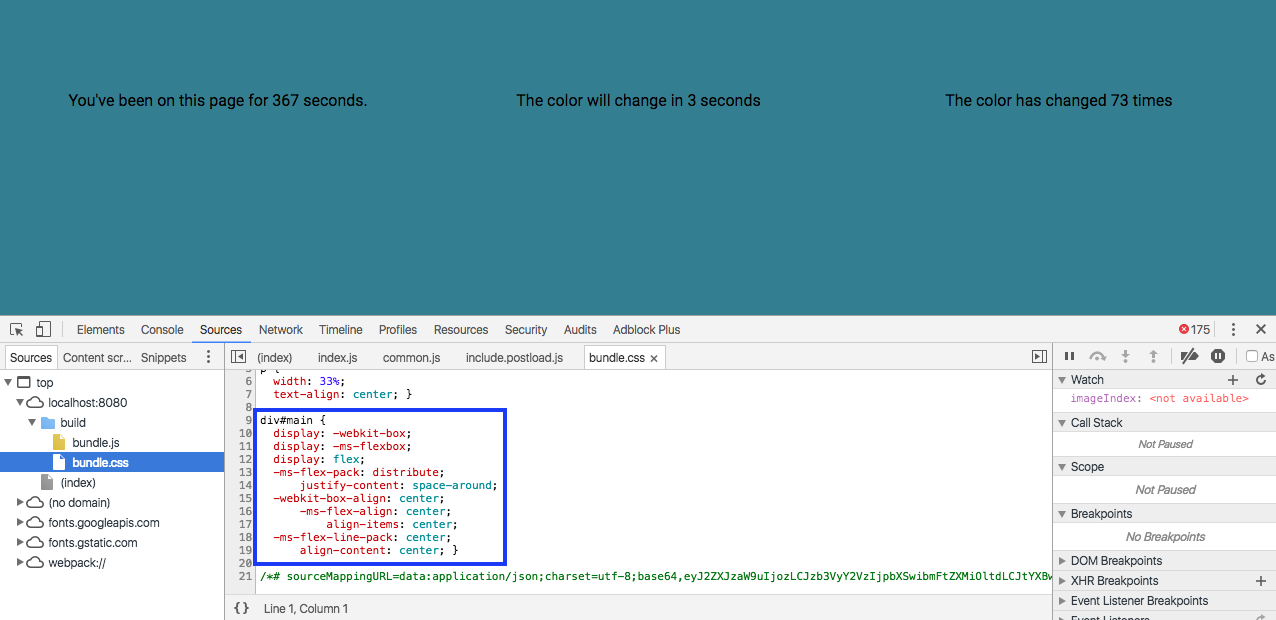 You've been on this page for 367 seconds.
The color will change in 3 seconds
The color has changed 73 times
Elements Console Sources Network Timeline Profiles Resources Security Audits Adblock Plus 175
Sources Content scr... Snippets
(index) index.js common.js include.postload.js bundle.css ×
As
top
localhost:8080
build
bundle.js
bundle.css
(index)
(no domain)
fonts.googleapis.com
fonts.gstatic.com
webpack://
6 width: 33%;
7 text-align: center; }
8
9 div#main {
10 display: -webkit-box;
11 display: -ms-flexbox;
12 display: flex;
13 -ms-flex-pack: distribute;
14 justify-content: space-around;
15 -webkit-box-align: center;
16 -ms-flex-align: center;
17 align-items: center;
18 -ms-flex-line-pack: center;
19 align-content: center; }
20
21 /*# sourceMappingURL=data:application/json;charset=utf-8;base64,eyJ2ZXJzaW9uIjozLCJzb3VyY2VzIjpbXSwibmFtZXMiOltdLCJtYXBw
{} Line 1, Column 1
Watch
imageIndex: <not available>
Call Stack
Not Paused
Scope
Not Paused
Breakpoints
No Breakpoints
DOM Breakpoints
XHR Breakpoints
Event Listener Breakpoints
Event Listeners